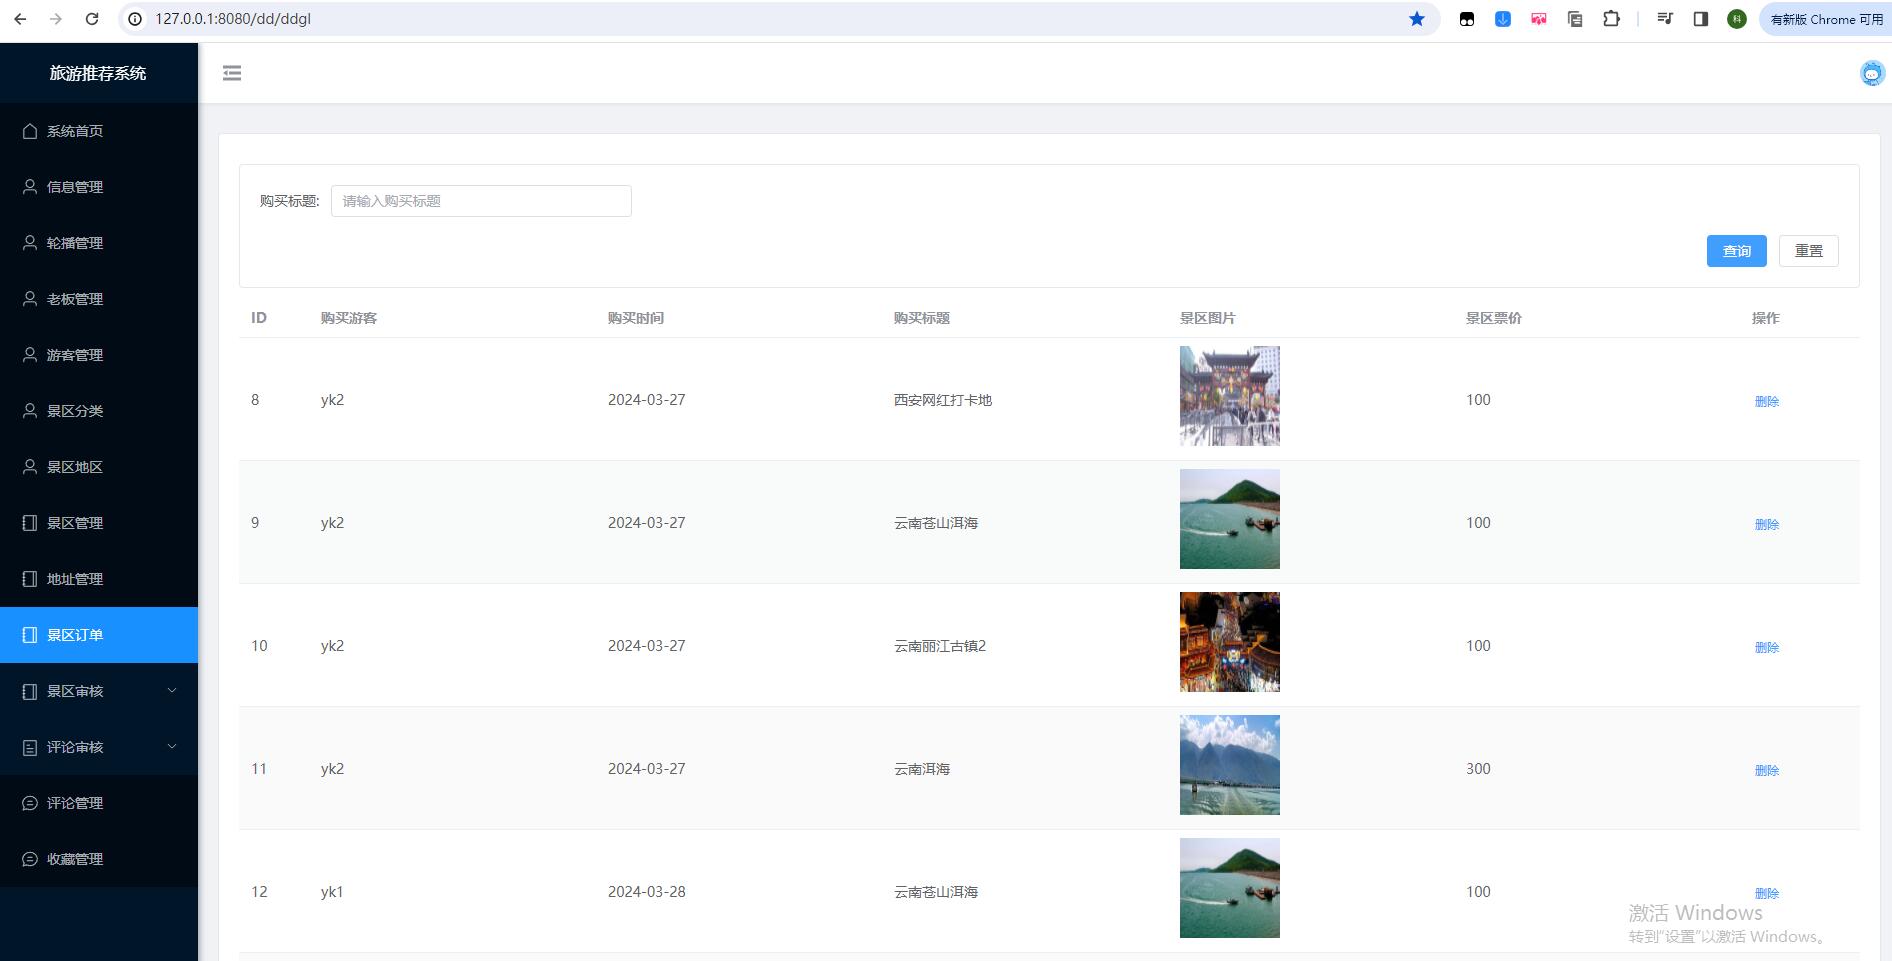 127.0.0.1:8080/dd/ddgl
科
有新版 Chrome 可用
旅游推荐系统
系统首页
信息管理
轮播管理
老板管理
游客管理
景区分类
景区地区
景区管理
地址管理
景区订单
景区审核
评论审核
评论管理
收藏管理
购买标题: 请输入购买标题
查询 重置
ID 购买游客 购买时间 购买标题 景区图片 景区票价 操作
8 yk2 2024-03-27 西安网红打卡地 100 删除
9 yk2 2024-03-27 云南苍山洱海 100 删除
10 yk2 2024-03-27 云南丽江古镇2 100 删除
11 yk2 2024-03-27 云南洱海 300 删除
12 yk1 2024-03-28 云南苍山洱海 100 删除
激活 Windows
转到"设置"以激活 Windows。